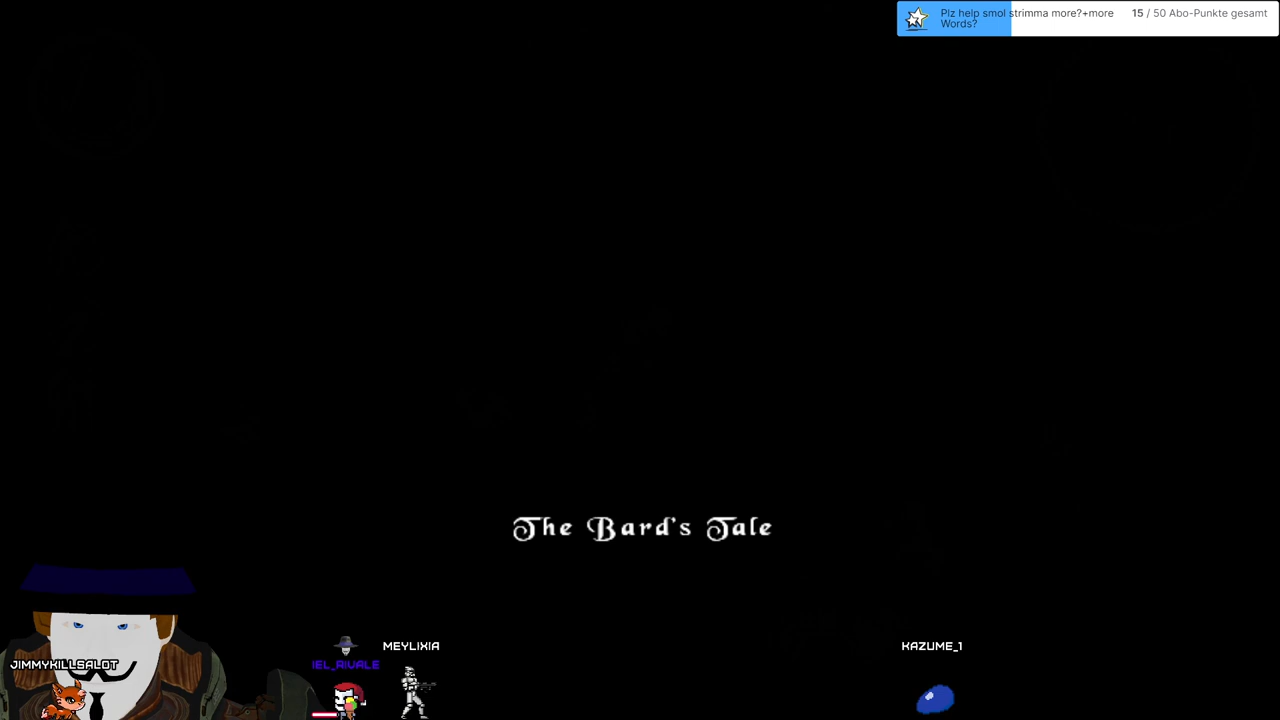 Plz help smol strimma more?+more Words?
15 / 50 Abo-Punkte gesamt
The Bard's Tale
MEYLIXIA
KAZUME_1
JIMMYKILLSALOT
IEL_RIVALE